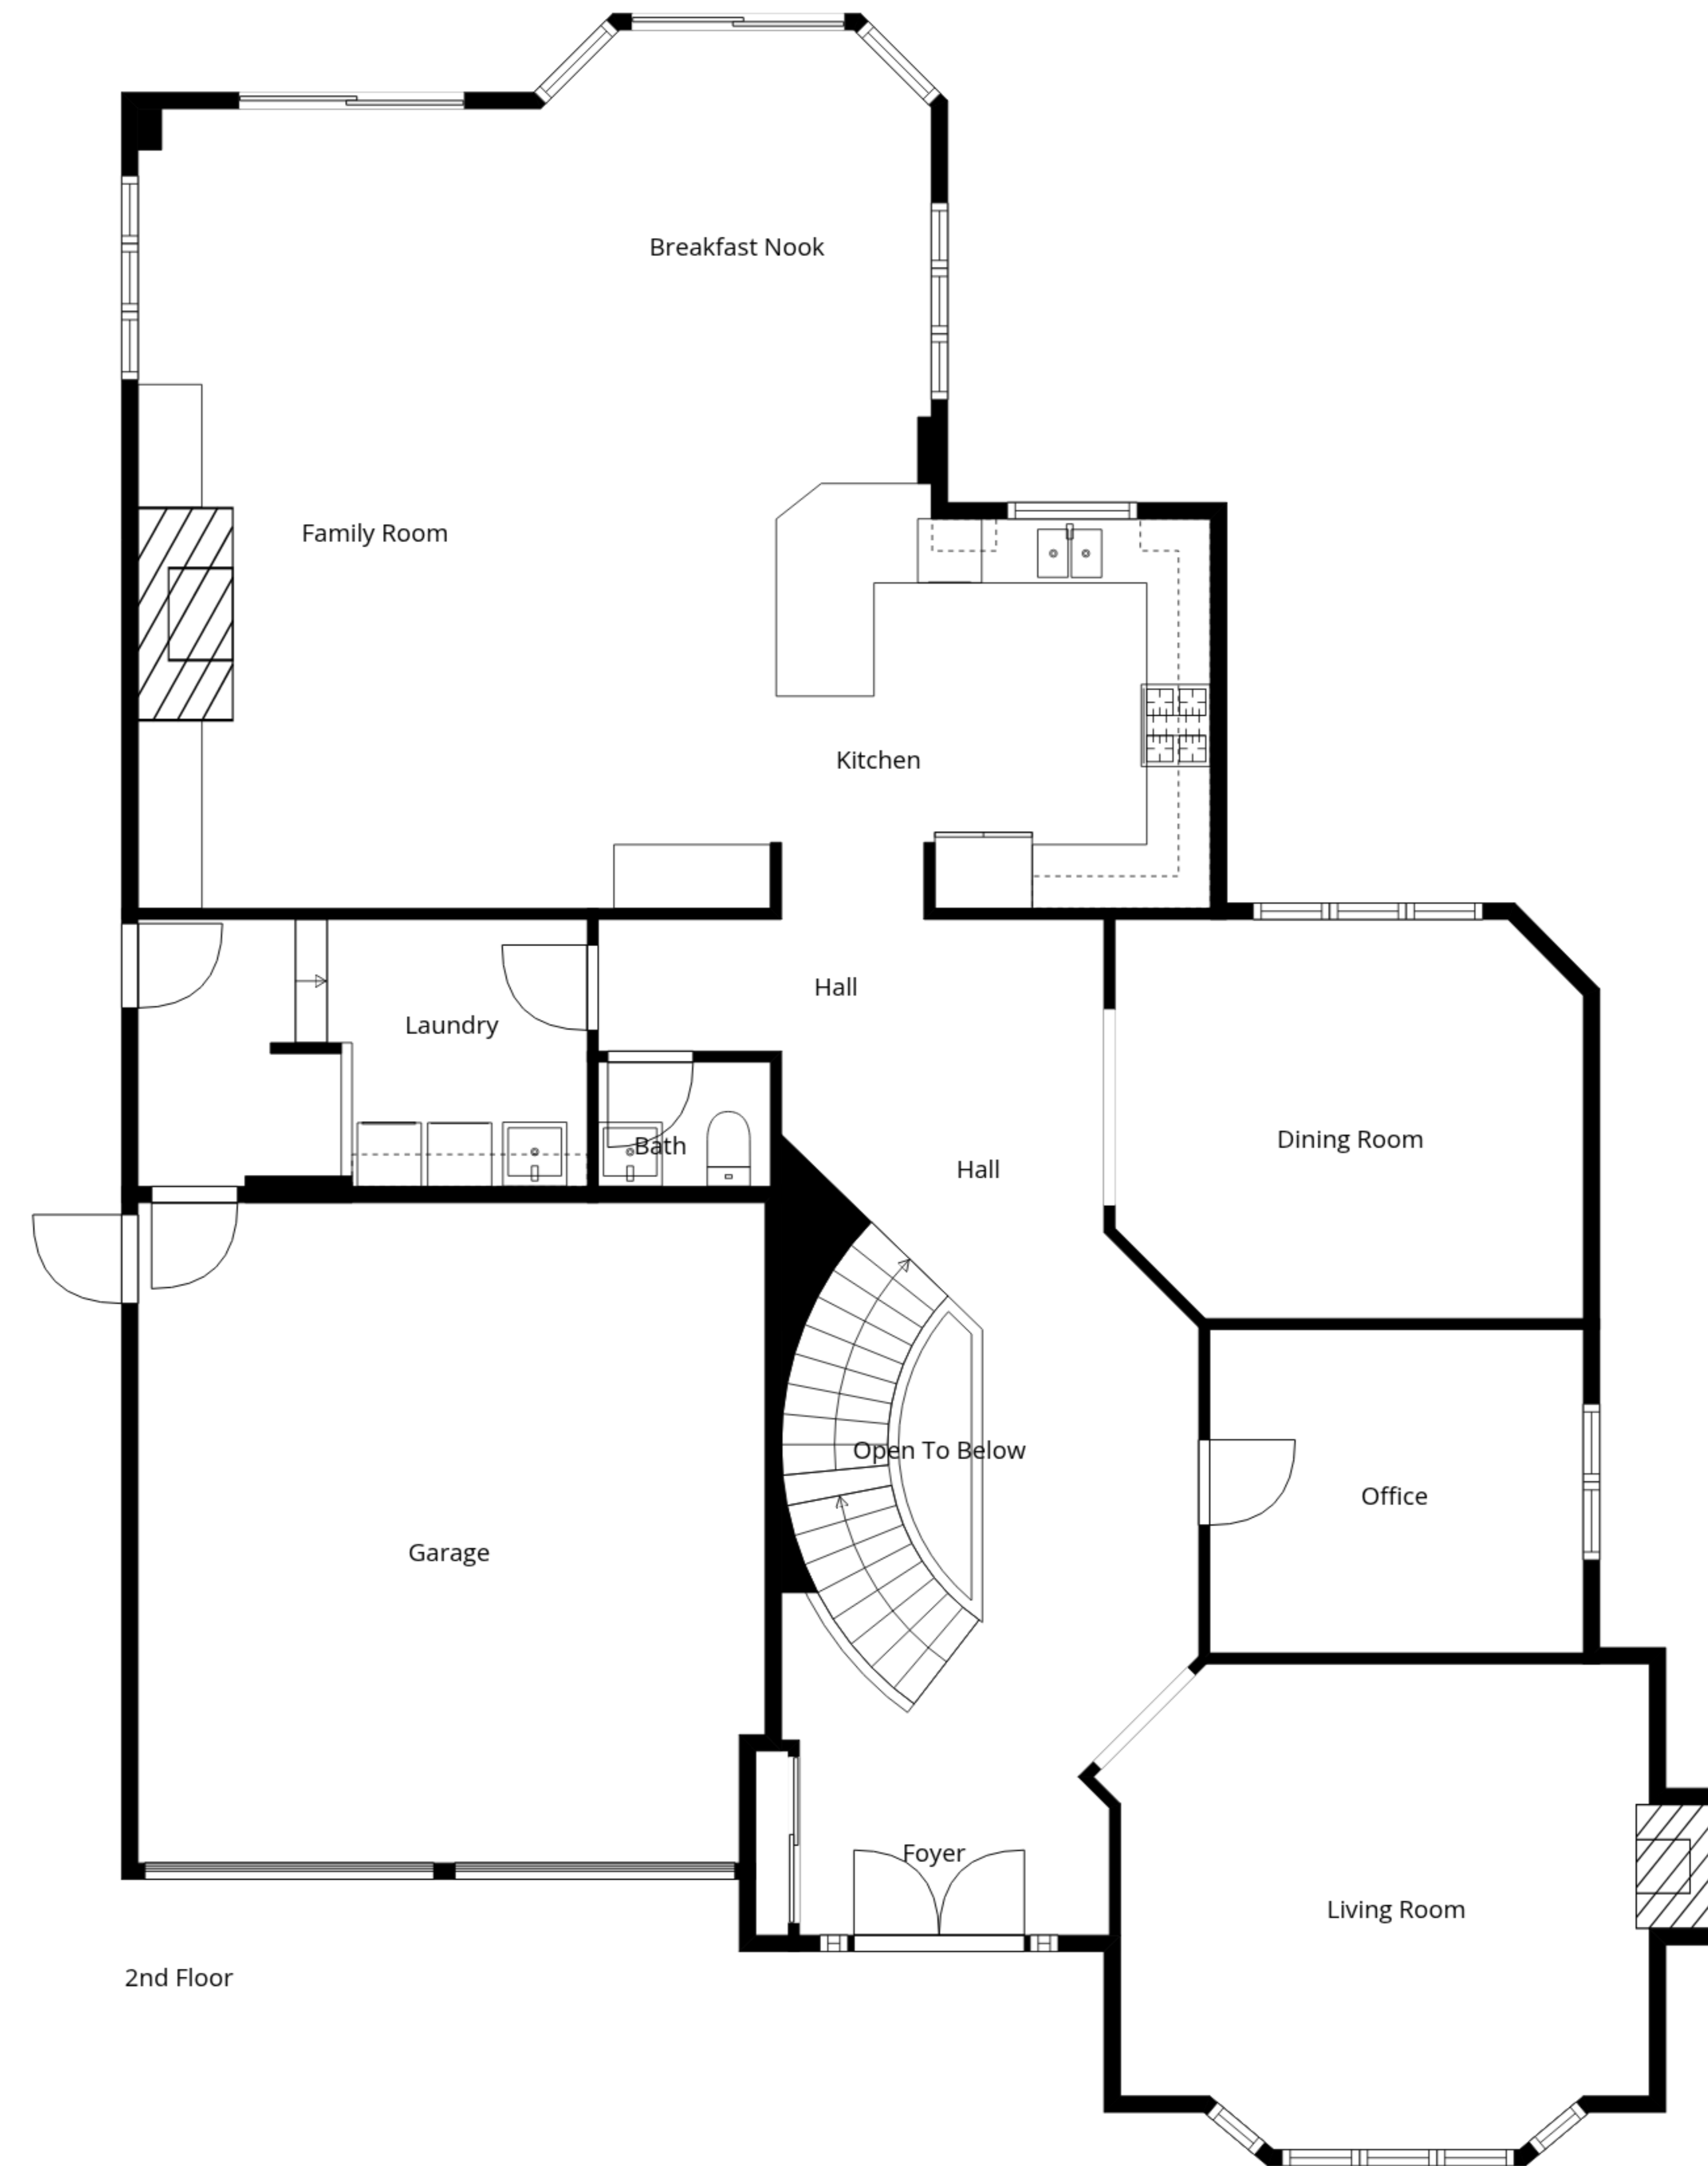 Breakfast Nook
Family Room
Kitchen
Hall
Laundry
Dining Room
Bath
Hall
Open To Below
Office
Garage
Foyer
Living Room
2nd Floor